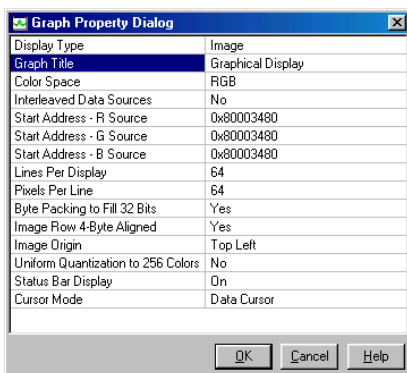 Graph Property Dialog
Display Type Image
Graph Title Graphical Display
Color Space RGB
Interleaved Data Sources No
Start Address - R Source 0x80003480
Start Address - G Source 0x80003480
Start Address - B Source 0x80003480
Lines Per Display 64
Pixels Per Line 64
Byte Packing to Fill 32 Bits Yes
Image Row 4-Byte Aligned Yes
Image Origin Top Left
Uniform Quantization to 256 Colors No
Status Bar Display On
Cursor Mode Data Cursor
OK Cancel Help